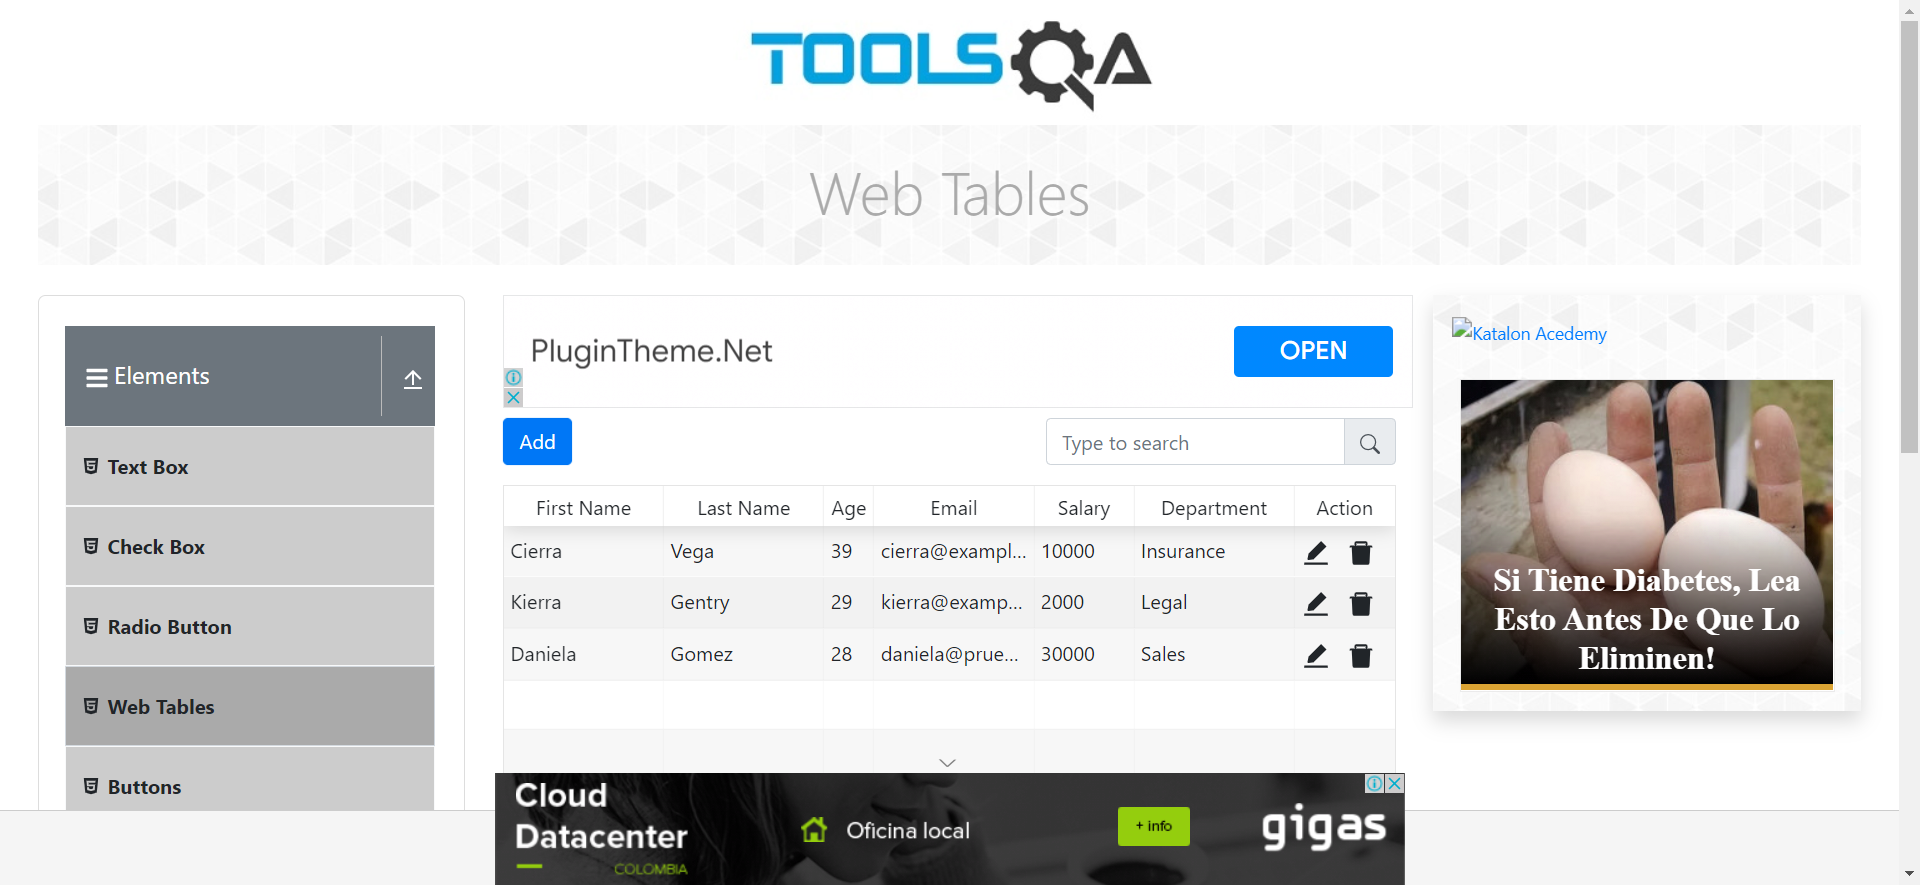 TOOLSQA
Web Tables
Elements
Text Box
Check Box
Radio Button
Web Tables
Buttons
PluginTheme.Net
OPEN
Add
Type to search
First Name Last Name Age Email Salary Department Action
Cierra Vega 39 cierra@exampl... 10000 Insurance
Kierra Gentry 29 kierra@examp... 2000 Legal
Daniela Gomez 28 daniela@prue... 30000 Sales
Katalon Acedemy
Si Tiene Diabetes, Lea
Esto Antes De Que Lo
Eliminen!
Cloud
Datacenter
COLOMBIA
Oficina local
+ info
gigas